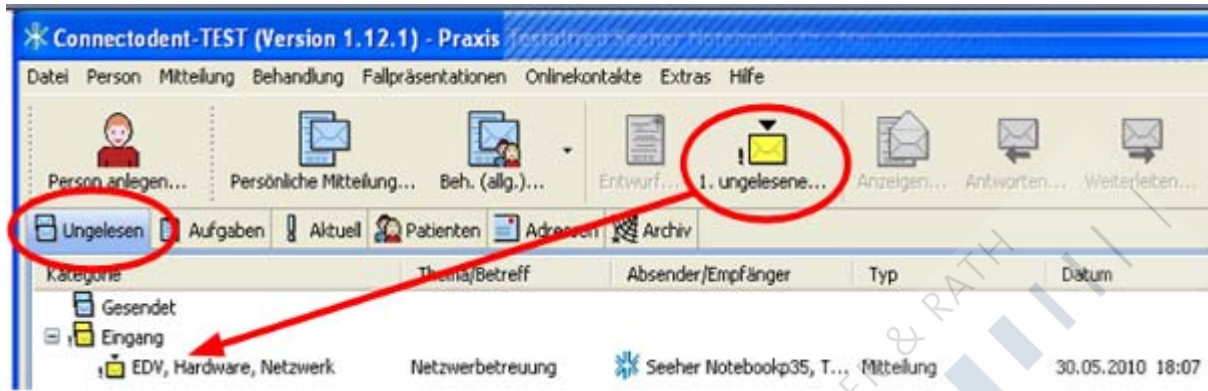 Connectodent-TEST (Version 1.12.1) - Praxis
Datei Person Mitteilung Behandlung Fallpräsentationen Onlinekontakte Extras Hilfe
Person anlegen... Persönliche Mitteilung... Beh. (allg.)... Entwurf... 1. ungelesene... Anzeigen... Antworten... Weiterleiten...
Ungelesen Aufgaben Aktuell Patienten Adressen Archiv
Kategorie Thema/Betreff Absender/Empfänger Typ Datum
Gesendet
Eingang
EDV, Hardware, Netzwerk Netzwerbetreuung Seeher Notebookp35, T... Mitteilung 30.05.2010 18:07
& RATH